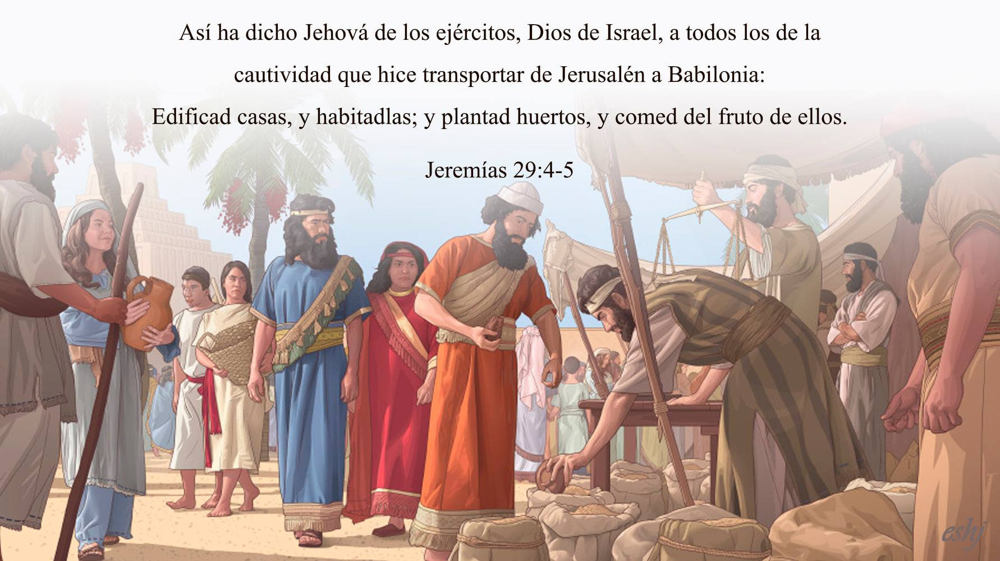 Así ha dicho Jehová de los ejércitos, Dios de Israel, a todos los de la
cautividad que hice transportar de Jerusalén a Babilonia:
Edificad casas, y habitadlas; y plantad huertos, y comed del fruto de ellos.
Jeremías 29:4-5
eshj